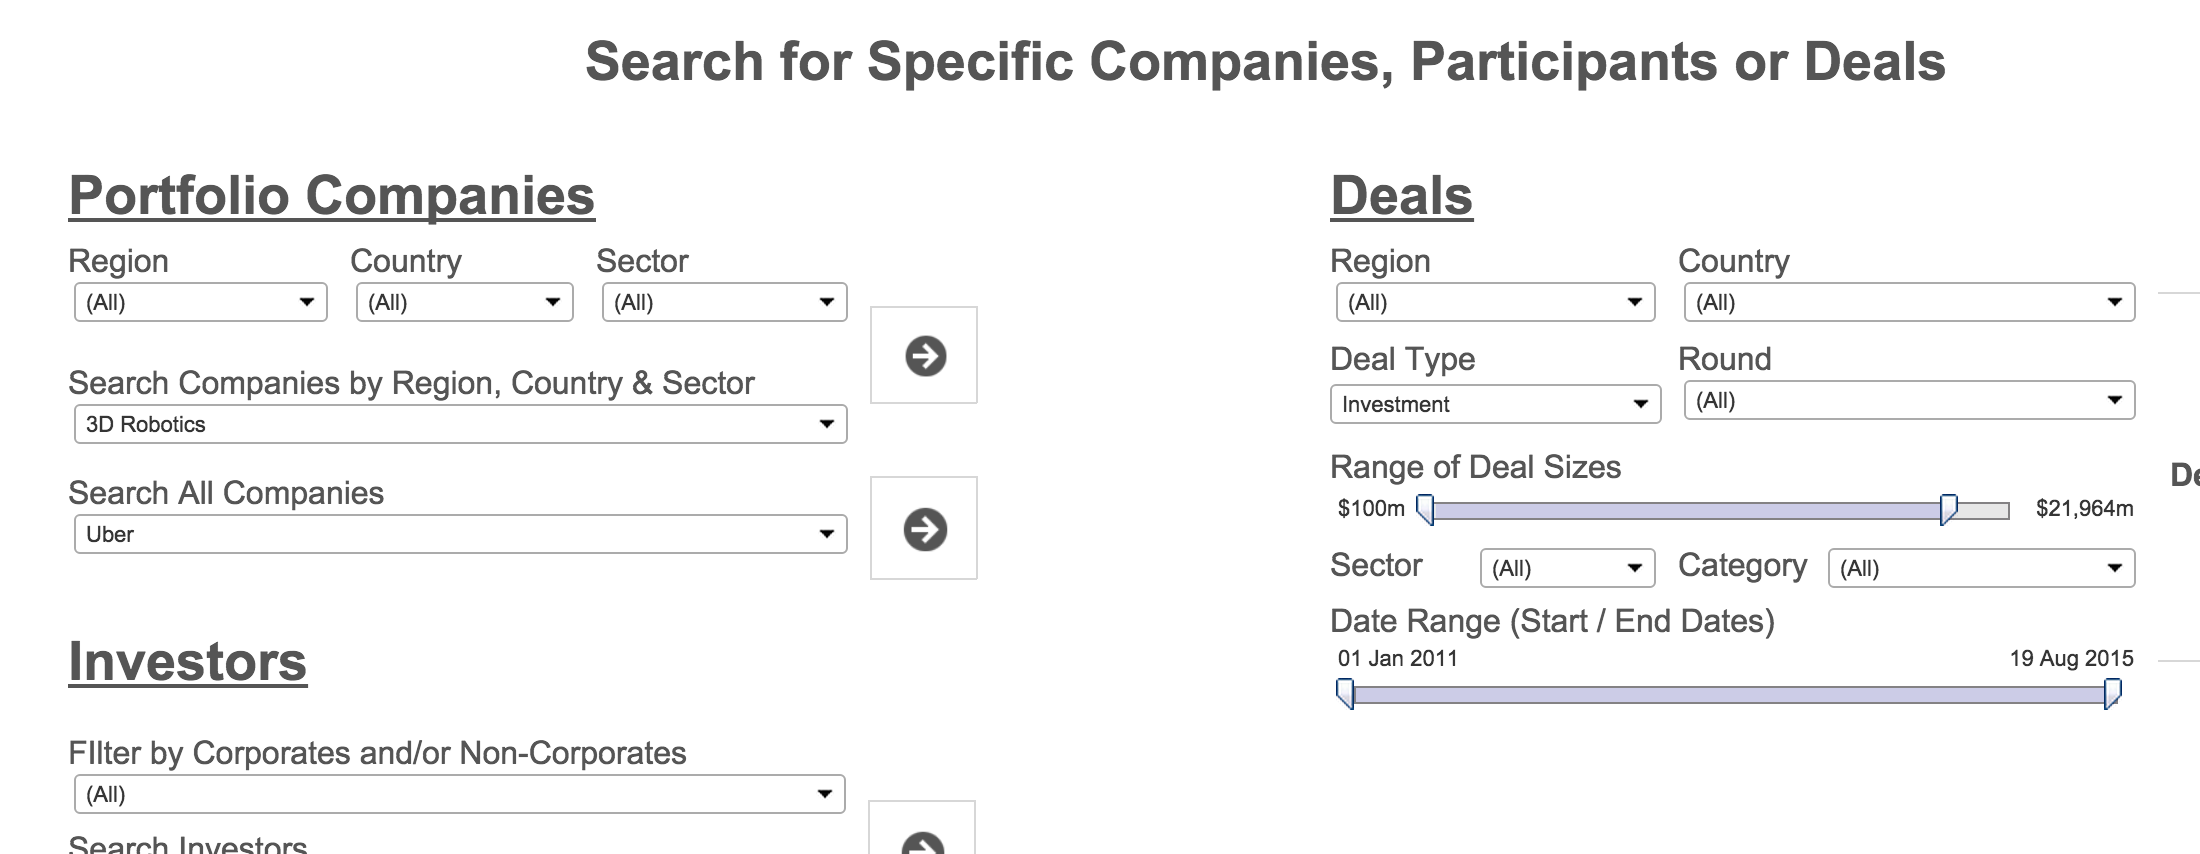 Search for Specific Companies, Participants or Deals
Portfolio Companies
Region Country Sector
(All) (All) (All)
Search Companies by Region, Country & Sector
3D Robotics
Search All Companies
Uber
Investors
FIlter by Corporates and/or Non-Corporates
(All)
Search Investors
Deals
Region Country
(All) (All)
Deal Type Round
Investment (All)
Range of Deal Sizes
$100m $21,964m
Sector (All) Category (All)
Date Range (Start / End Dates)
01 Jan 2011 19 Aug 2015